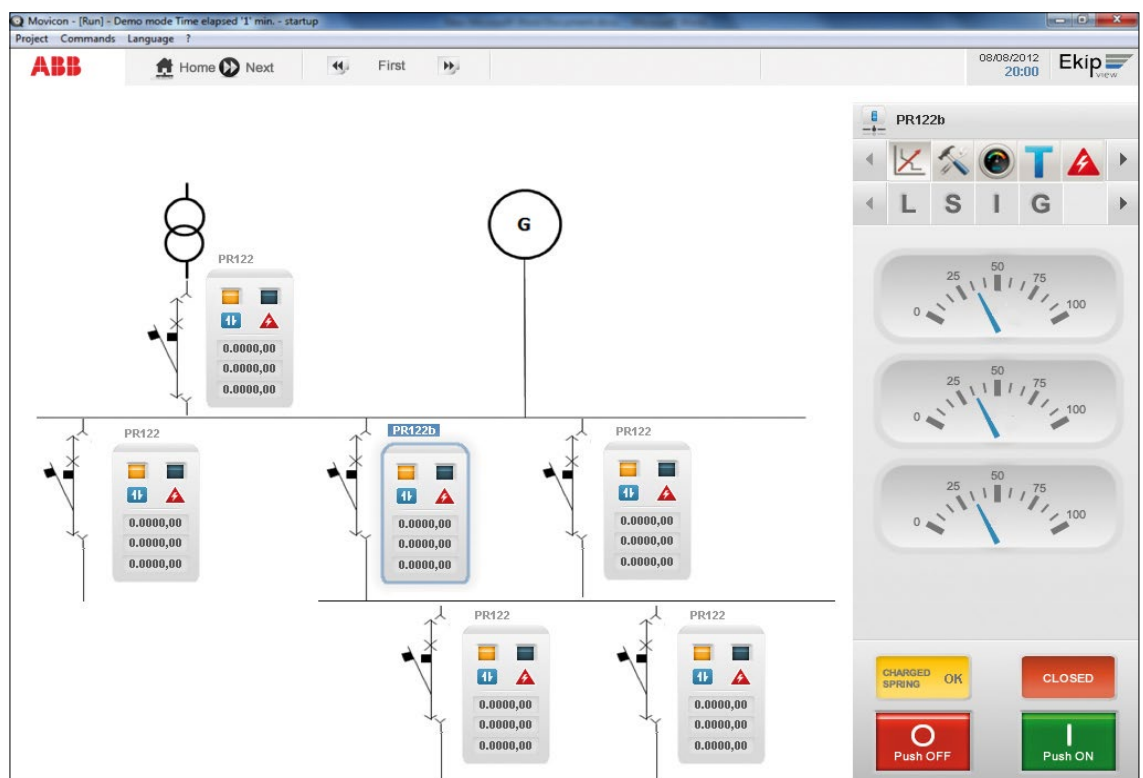 Movicon - [Run] - Demo mode Time elapsed '1' min. - startup
Project Commands Language ?
ABB Home Next First 08/08/2012 20:00 Ekip view
PR122b
T
L S I G
G
PR122
0.0000,00
0.0000,00
0.0000,00
0 25 50 75 100
0 25 50 75 100
0 25 50 75 100
PR122 PR122b PR122
0.0000,00 0.0000,00 0.0000,00
0.0000,00 0.0000,00 0.0000,00
0.0000,00 0.0000,00 0.0000,00
PR122 PR122
0.0000,00 0.0000,00
0.0000,00 0.0000,00
0.0000,00 0.0000,00
CHARGED SPRING OK CLOSED
Push OFF Push ON